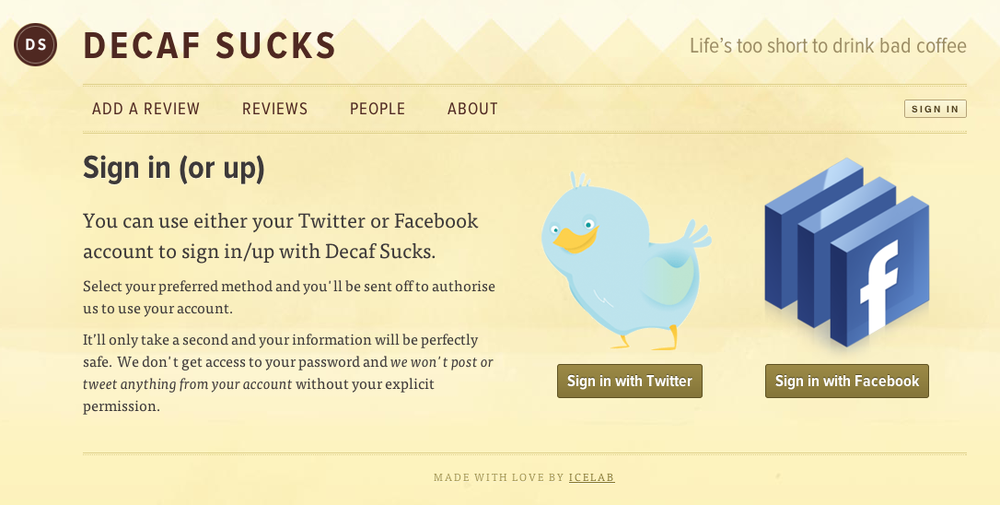 DS
DECAF SUCKS
Life's too short to drink bad coffee
ADD A REVIEW
REVIEWS
PEOPLE
ABOUT
SIGN IN
Sign in (or up)
You can use either your Twitter or Facebook
account to sign in/up with Decaf Sucks.
Select your preferred method and you'll be sent off to authorise
us to use your account.
It'll only take a second and your information will be perfectly
safe. We don't get access to your password and we won't post or
tweet anything from your account without your explicit
permission.
f
Sign in with Twitter
Sign in with Facebook
MADE WITH LOVE BY ICELAB